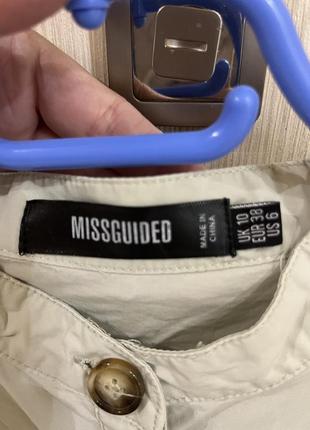 MISSGUIDED
MADE IN
CHINA
UK 10
EUR 38
US 6